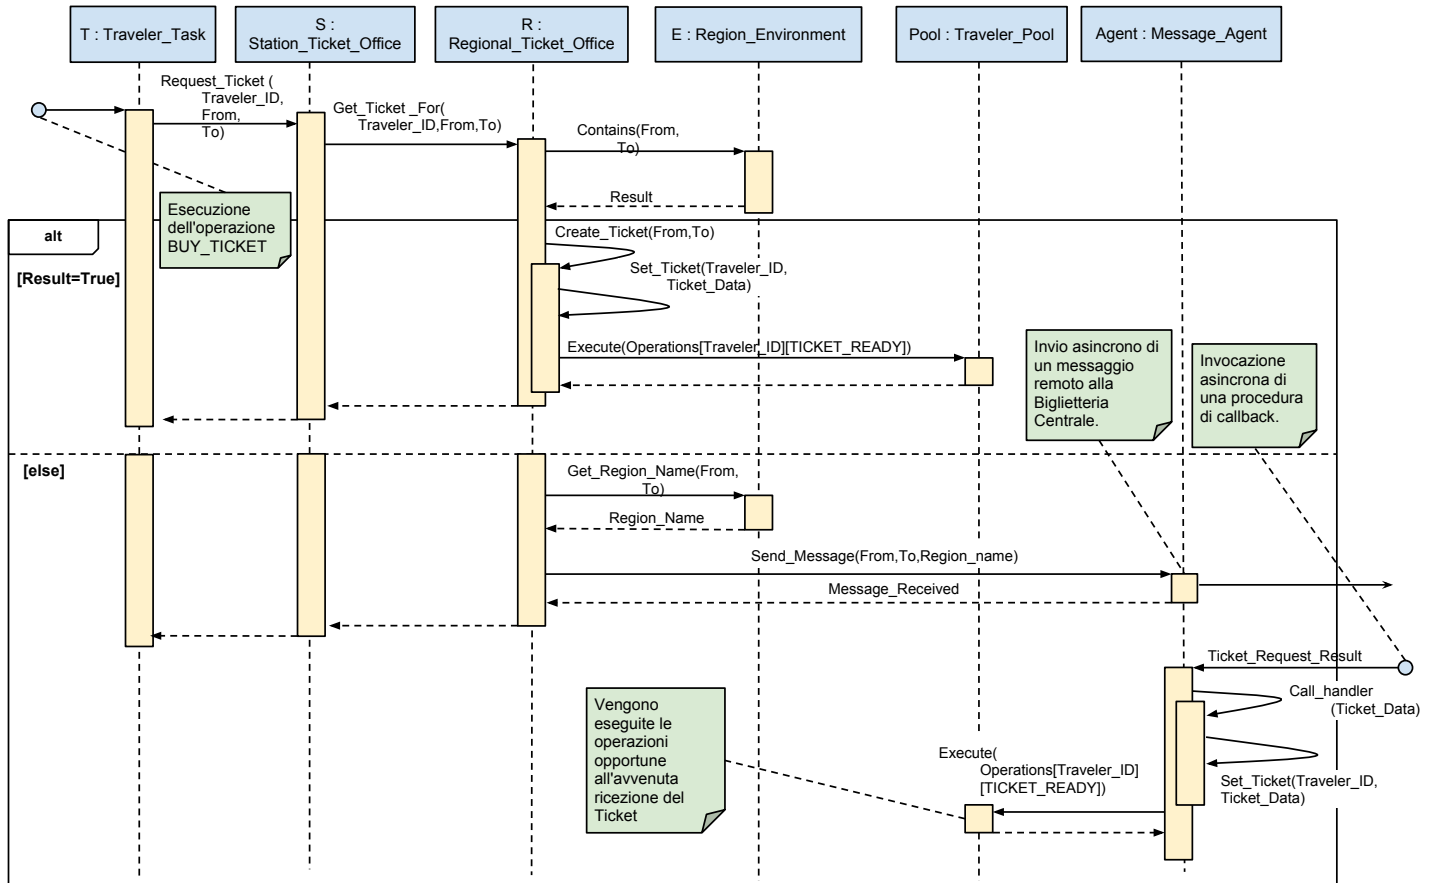 T : Traveler_Task
S :
Station_Ticket_Office
R :
Regional_Ticket_Office
E : Region_Environment
Pool : Traveler_Pool
Agent : Message_Agent
Request_Ticket (
Traveler_ID,
From,
To)
Get_Ticket _For(
Traveler_ID,From,To)
Contains(From,
To)
Result
Esecuzione
dell'operazione
BUY_TICKET
alt
[Result=True]
Create_Ticket(From,To)
Set_Ticket(Traveler_ID,
Ticket_Data)
Execute(Operations[Traveler_ID][TICKET_READY])
Invio asincrono di
un messaggio
remoto alla
Biglietteria
Centrale.
Invocazione
asincrona di
una procedura
di callback.
[else]
Get_Region_Name(From,
To)
Region_Name
Send_Message(From,To,Region_name)
Message_Received
Ticket_Request_Result
Call_handler
(Ticket_Data)
Vengono
eseguite le
operazioni
opportune
all'avvenuta
ricezione del
Ticket
Execute(
Operations[Traveler_ID]
[TICKET_READY])
Set_Ticket(Traveler_ID,
Ticket_Data)